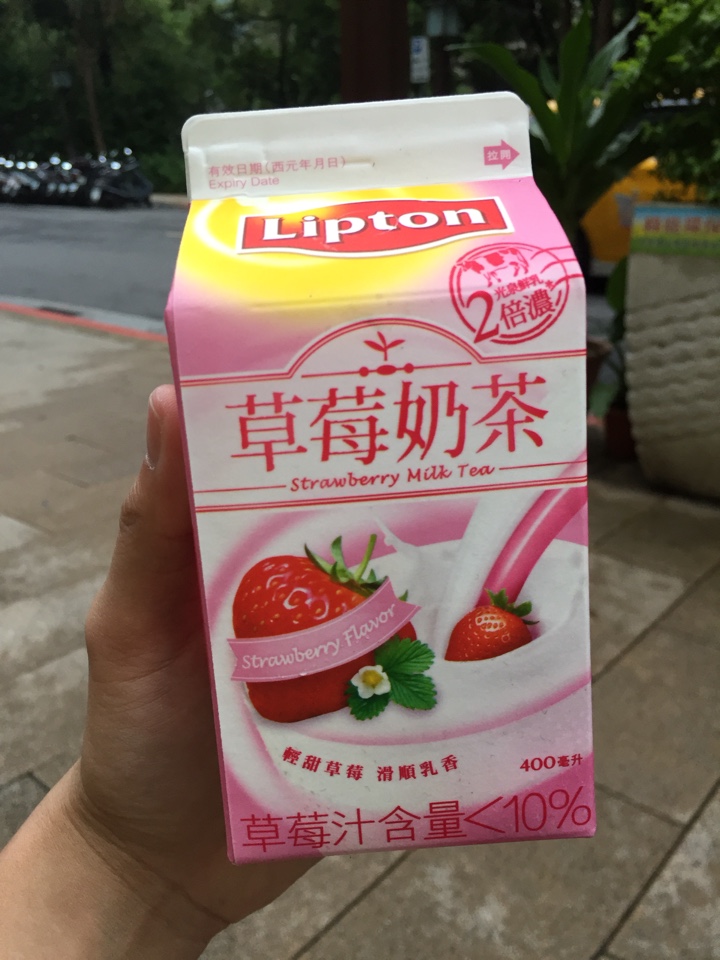 有效日期(西元年月日)
Expiry Date
拉開
Lipton
光泉鮮乳
2倍濃
草莓奶茶
Strawberry Milk Tea
Strawberry Flavor
輕甜草莓 滑順乳香
400毫升
草莓汁含量<10%